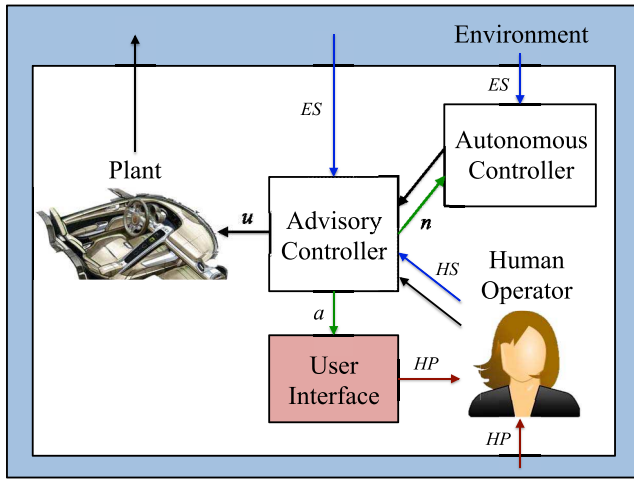 Environment
ES
ES
Autonomous
Controller
Plant
u
Advisory
Controller
n
HS
Human
Operator
a
User
Interface
HP
HP